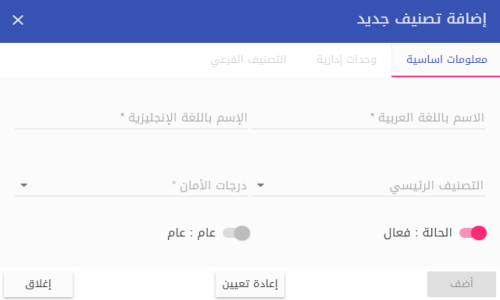 إضافة تصنيف جديد
معلومات اساسية وحدات إدارية التصنيف الفرعي
الاسم باللغة العربية * الإسم باللغة الإنجليزية *
التصنيف الرئيسي درجات الأمان *
الحالة : فعال عام : عام
أضف إعادة تعيين إغلاق